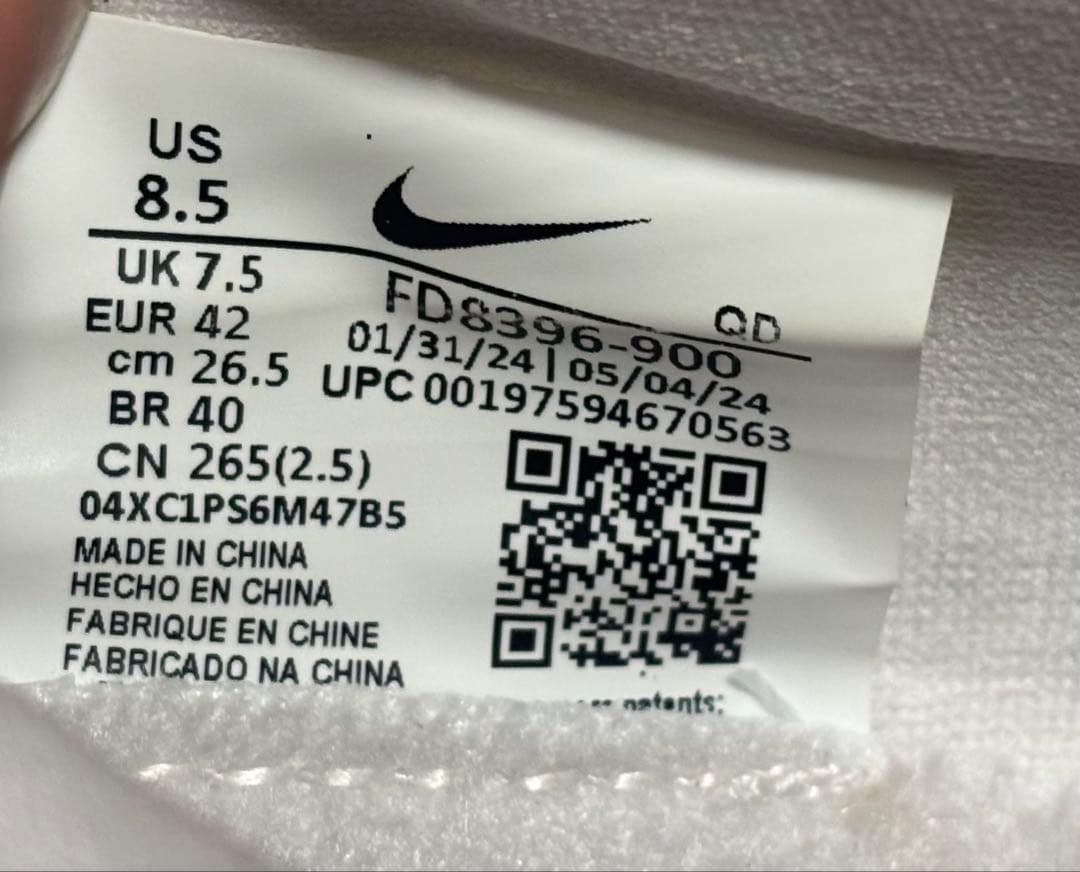 US
8.5
UK 7.5
EUR 42
cm 26.5
BR 40
CN 265(2.5)
04XC1PS6M47B5
MADE IN CHINA
HECHO EN CHINA
FABRIQUE EN CHINE
FABRICADO NA CHINA
QD
FD8396-900
01/31/24 | 05/04/24
UPC 00197594670563
patents: